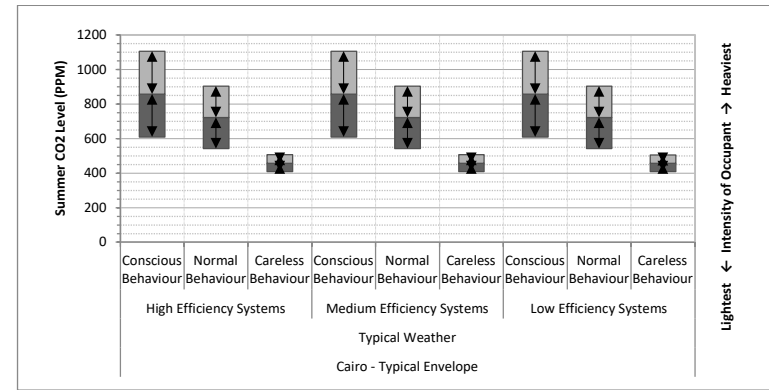 Summer CO2 Level (PPM)
1200
1000
800
600
400
200
0
Conscious Behaviour
Normal Behaviour
Careless Behaviour
Conscious Behaviour
Normal Behaviour
Careless Behaviour
Conscious Behaviour
Normal Behaviour
Careless Behaviour
High Efficiency Systems
Medium Efficiency Systems
Low Efficiency Systems
Typical Weather
Cairo - Typical Envelope
Lightest ← Intensity of Occupant → Heaviest